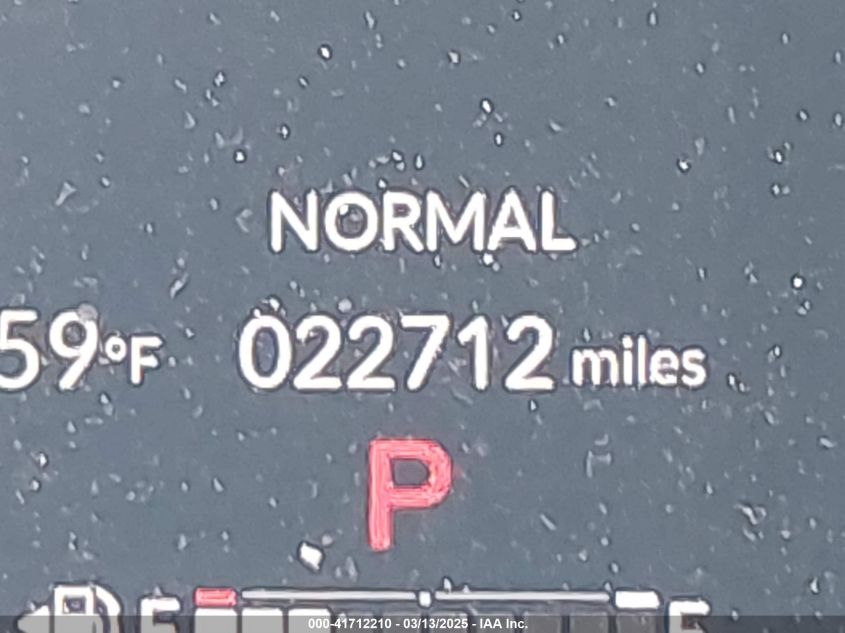 NORMAL
59°F 022712 miles
P
E F
000-41712210 - 03/13/2025 - IAA Inc.